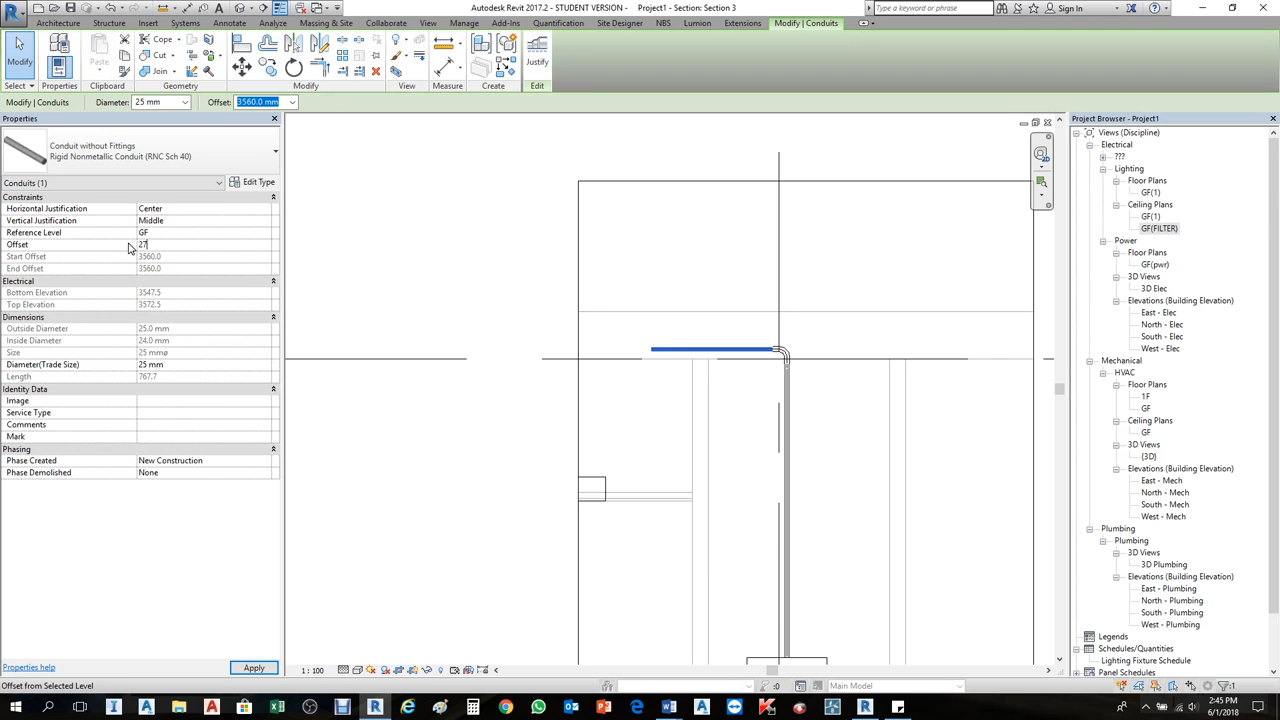 Autodesk Revit 2017.2 - STUDENT VERSION - Project1 - Section: Section 3
Type a keyword or phrase
Sign In
Architecture Structure Systems Insert Annotate Analyze Massing & Site Collaborate View Manage Add-Ins Quantification Site Designer NBS Lumion Extensions Modify | Conduits
Modify
Paste
Cope
Cut
Join
Justify
Select Properties Clipboard Geometry Modify View Measure Create Edit
Modify | Conduits Diameter: 25 mm Offset: 3560.0 mm
Properties
Conduit without Fittings
Rigid Nonmetallic Conduit (RNC Sch 40)
Conduits (1) Edit Type
Constraints
Horizontal Justification Center
Vertical Justification Middle
Reference Level GF
Offset 27
Start Offset 3560.0
End Offset 3560.0
Electrical
Bottom Elevation 3547.5
Top Elevation 3572.5
Dimensions
Outside Diameter 25.0 mm
Inside Diameter 24.0 mm
Size 25 mmø
Diameter(Trade Size) 25 mm
Length 767.7
Identity Data
Image
Service Type
Comments
Mark
Phasing
Phase Created New Construction
Phase Demolished None
Properties help Apply
Project Browser - Project1
Views (Discipline)
Electrical
???
Lighting
Floor Plans
GF(1)
Ceiling Plans
GF(1)
GF(FILTER)
Power
Floor Plans
GF(pwr)
3D Views
3D Elec
Elevations (Building Elevation)
East - Elec
North - Elec
South - Elec
West - Elec
Mechanical
HVAC
Floor Plans
1F
GF
Ceiling Plans
GF
3D Views
{3D}
Elevations (Building Elevation)
East - Mech
North - Mech
South - Mech
West - Mech
Plumbing
Plumbing
3D Views
3D Plumbing
Elevations (Building Elevation)
East - Plumbing
North - Plumbing
South - Plumbing
West - Plumbing
Legends
Schedules/Quantities
Lighting Fixture Schedule
Panel Schedules
1 : 100
Offset from Selected Level
:0
Main Model
:1
2:45 PM
6/1/2018